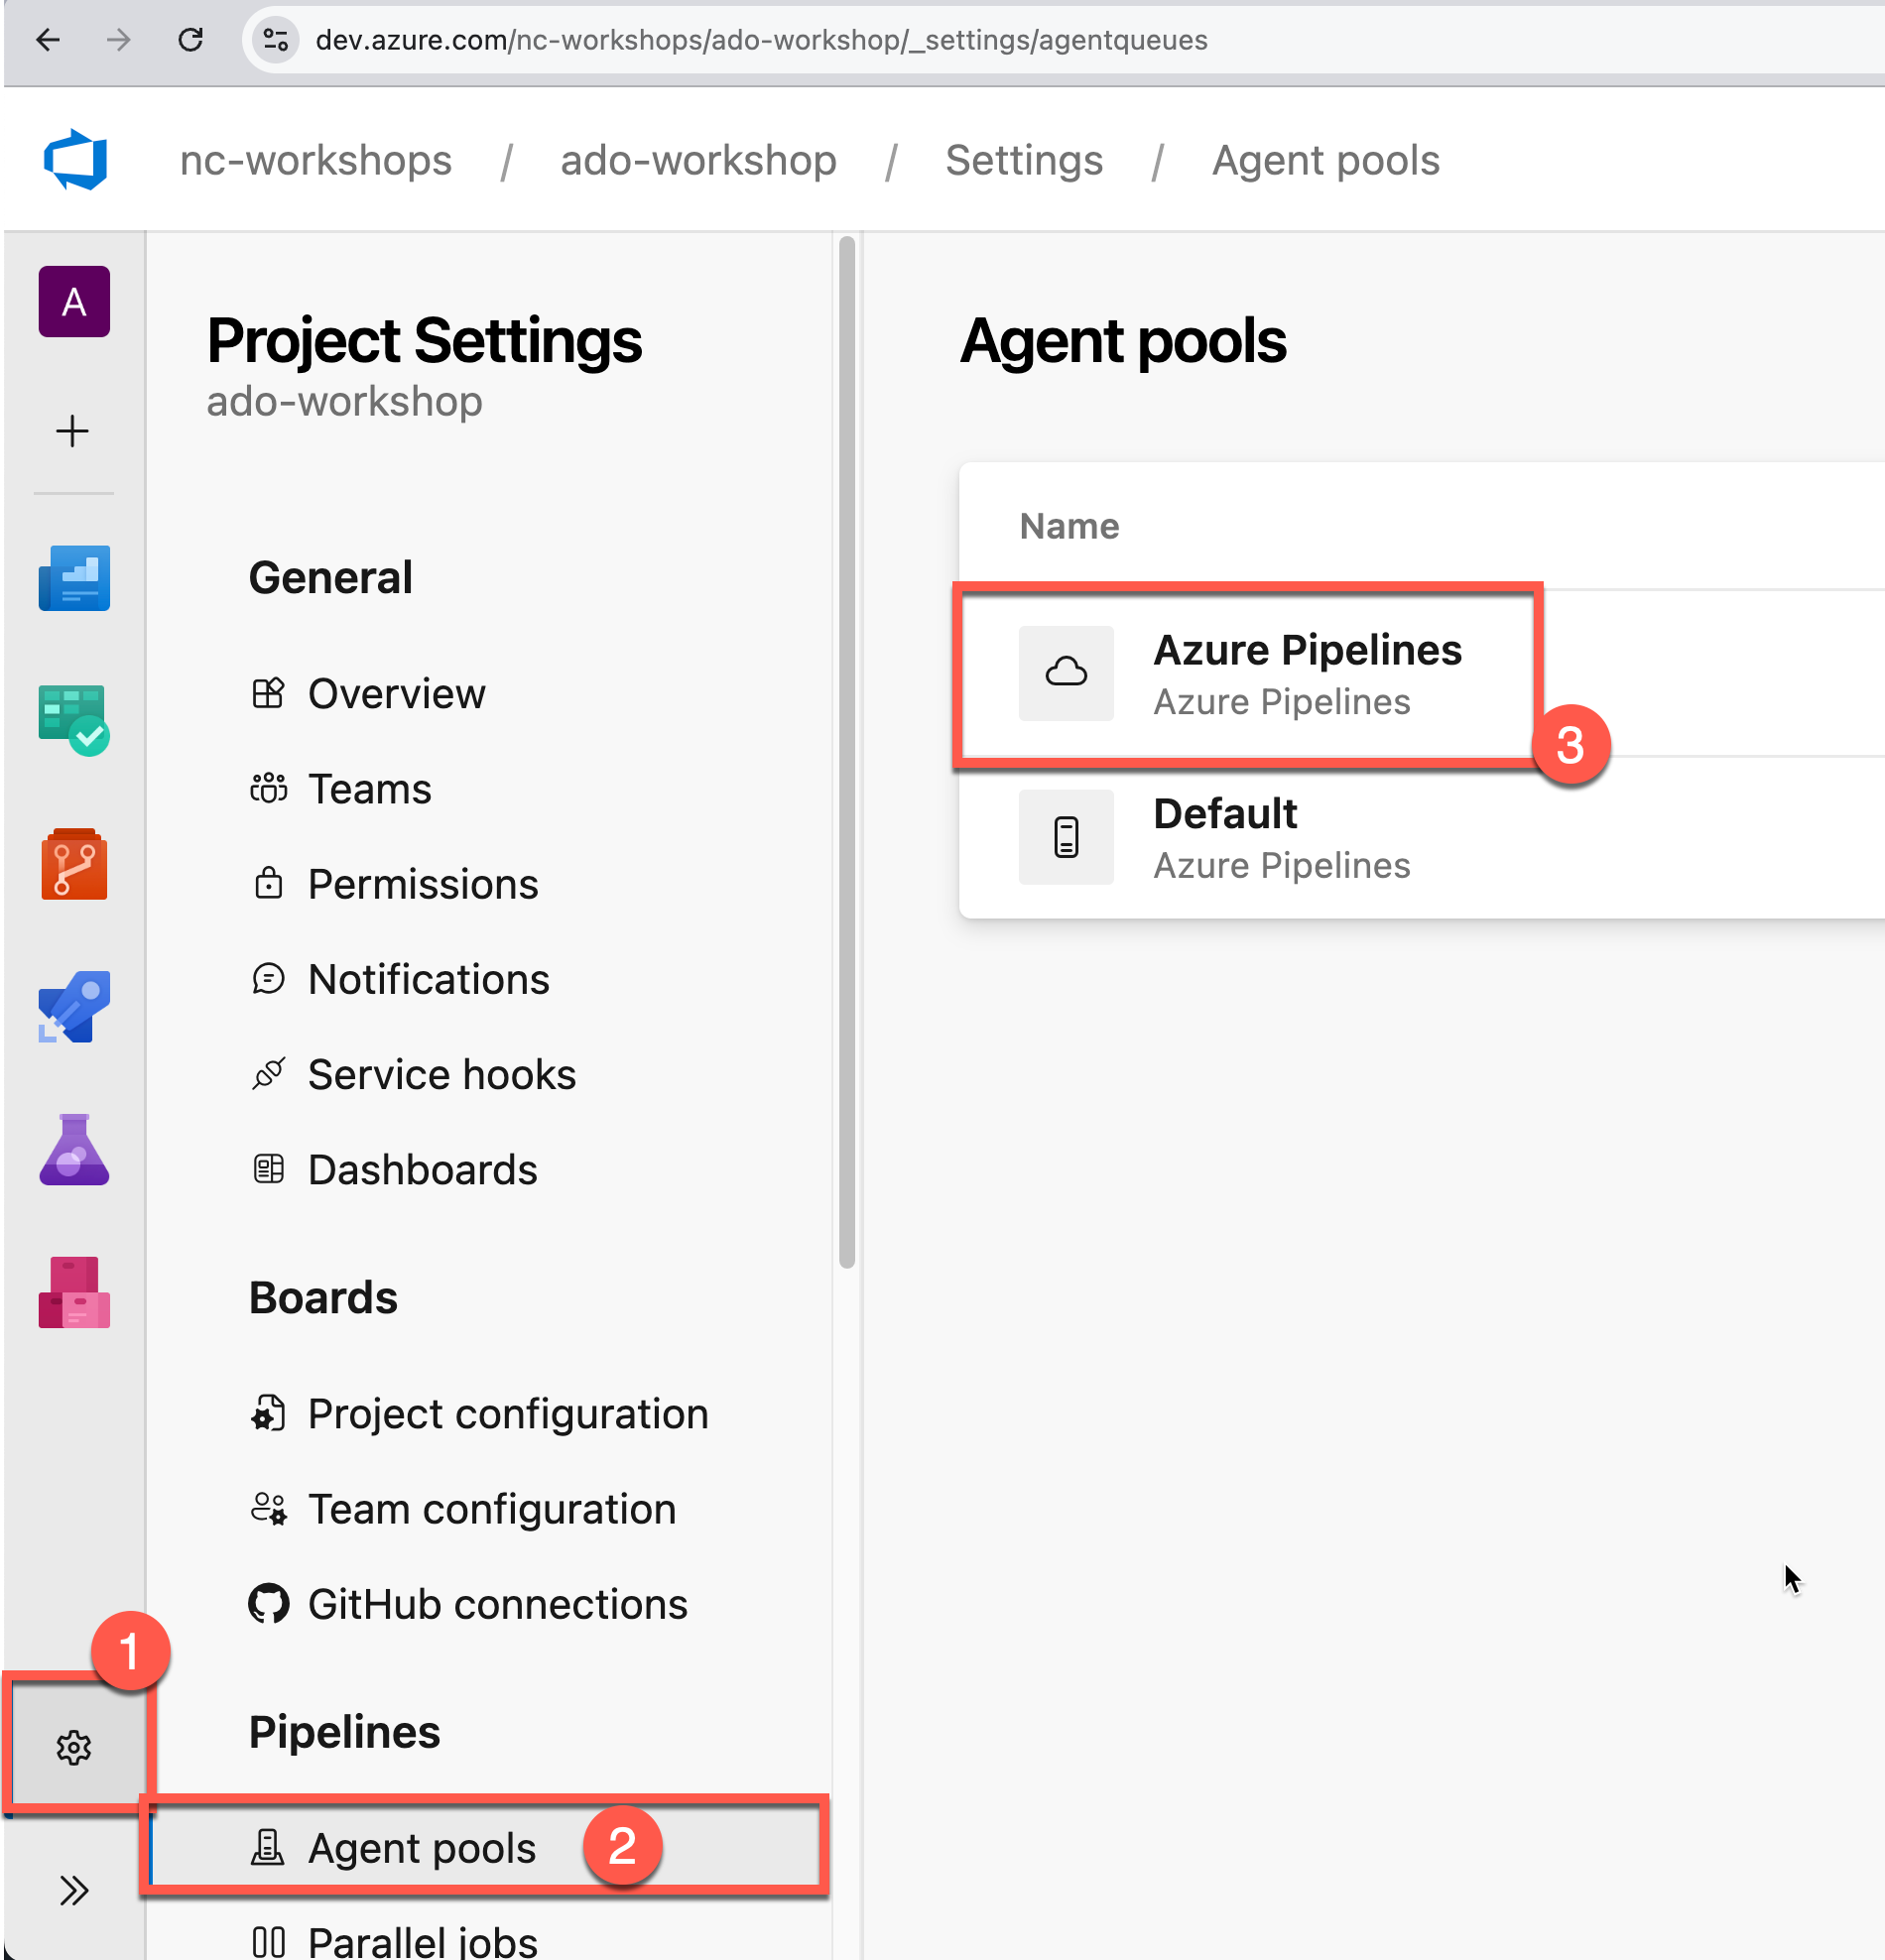 dev.azure.com/nc-workshops/ado-workshop/_settings/agentqueues
nc-workshops / ado-workshop / Settings / Agent pools
A
Project Settings
ado-workshop
General
Overview
Teams
Permissions
Notifications
Service hooks
Dashboards
Boards
Project configuration
Team configuration
GitHub connections
1
Pipelines
Agent pools 2
Parallel jobs
Agent pools
Name
Azure Pipelines
Azure Pipelines
3
Default
Azure Pipelines